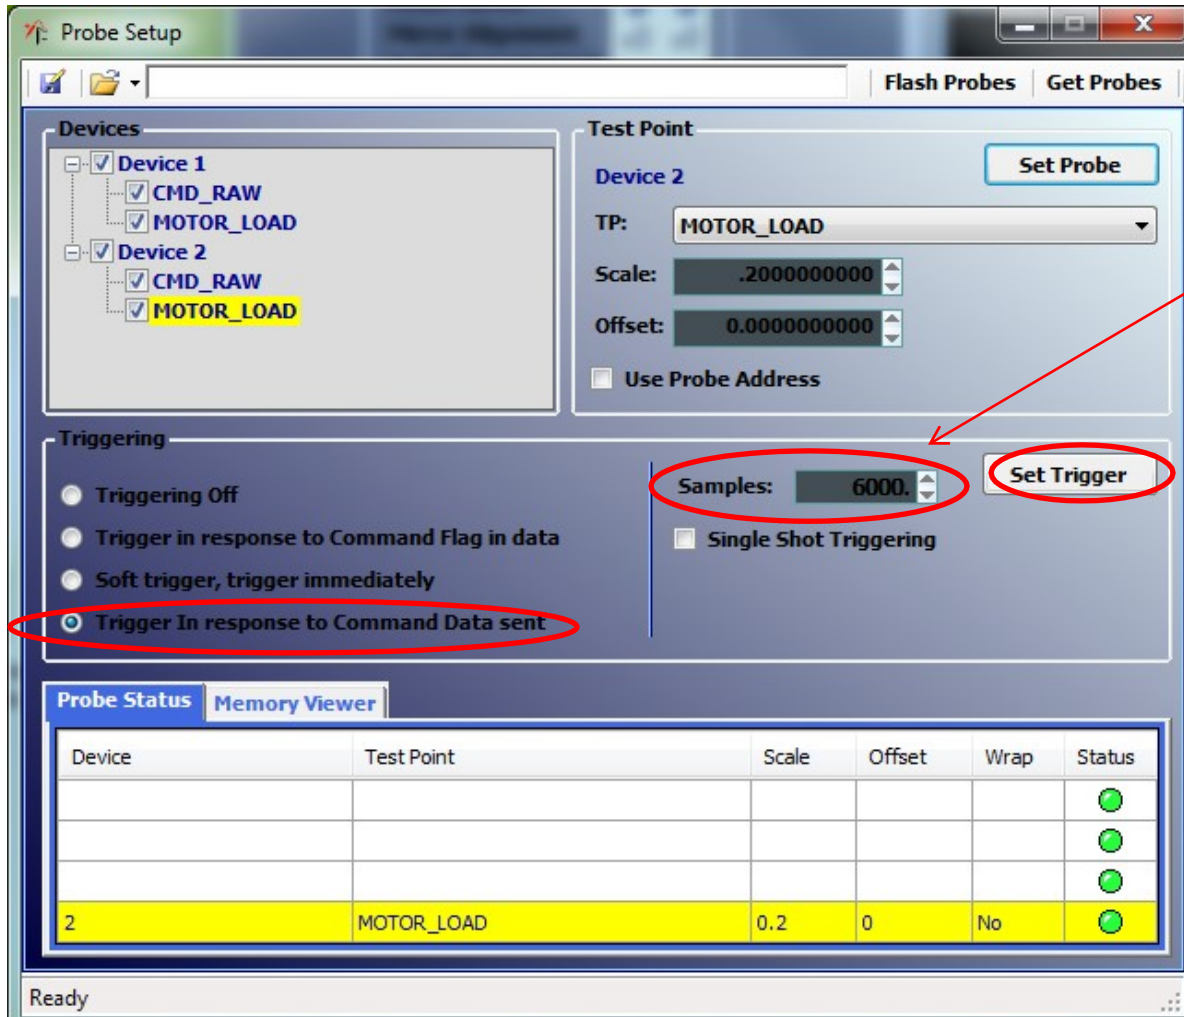 Probe Setup
Flash Probes
Get Probes
Devices
Device 1
CMD_RAW
MOTOR_LOAD
Device 2
CMD_RAW
MOTOR_LOAD
Test Point
Device 2
Set Probe
TP: MOTOR_LOAD
Scale: .2000000000
Offset: 0.0000000000
Use Probe Address
Triggering
Triggering Off
Trigger in response to Command Flag in data
Soft trigger, trigger immediately
Trigger In response to Command Data sent
Samples: 6000.
Set Trigger
Single Shot Triggering
Probe Status
Memory Viewer
Device Test Point Scale Offset Wrap Status
2 MOTOR_LOAD 0.2 0 No
Ready